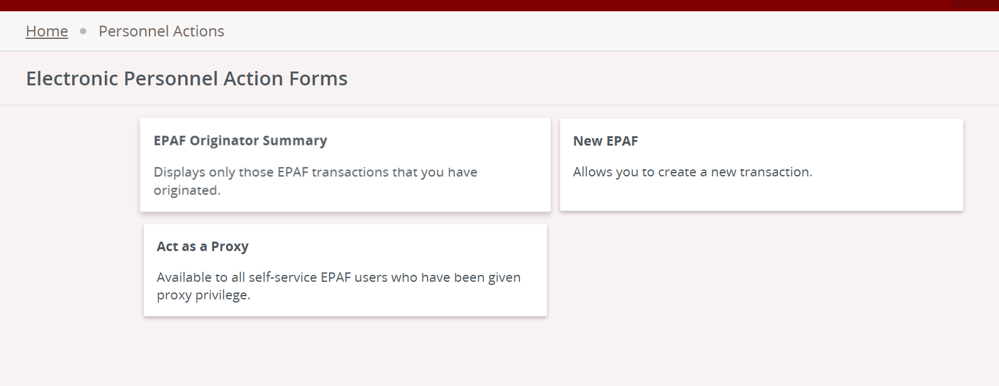 Home • Personnel Actions
Electronic Personnel Action Forms
EPAF Originator Summary
Displays only those EPAF transactions that you have
originated.
New EPAF
Allows you to create a new transaction.
Act as a Proxy
Available to all self-service EPAF users who have been given
proxy privilege.